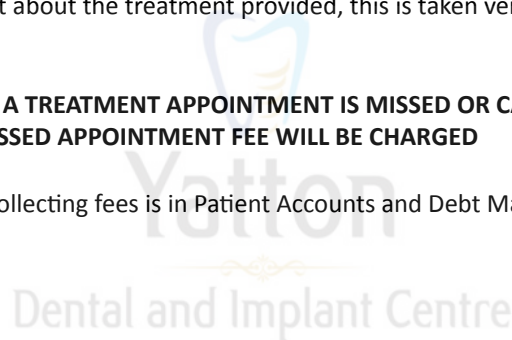 t about the treatment provided, this is taken ver
A TREATMENT APPOINTMENT IS MISSED OR CA
SSED APPOINTMENT FEE WILL BE CHARGED
ollecting fees is in Patient Accounts and Debt Ma
Yatton
Dental and Implant Centre